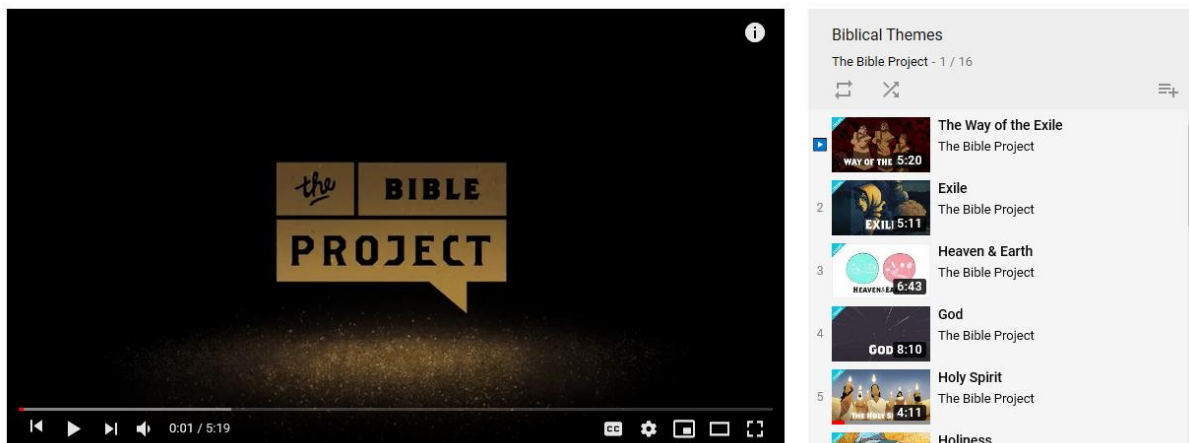 the BIBLE
PROJECT
CC
0:01 / 5:19
Biblical Themes
The Bible Project - 1 / 16
WAY OF THE
5:20
The Way of the Exile
The Bible Project
2
5:11
Exile
The Bible Project
3
HEAVEN&
6:43
Heaven & Earth
The Bible Project
4
GOD
8:10
God
The Bible Project
5
4:11
Holy Spirit
The Bible Project
Holiness